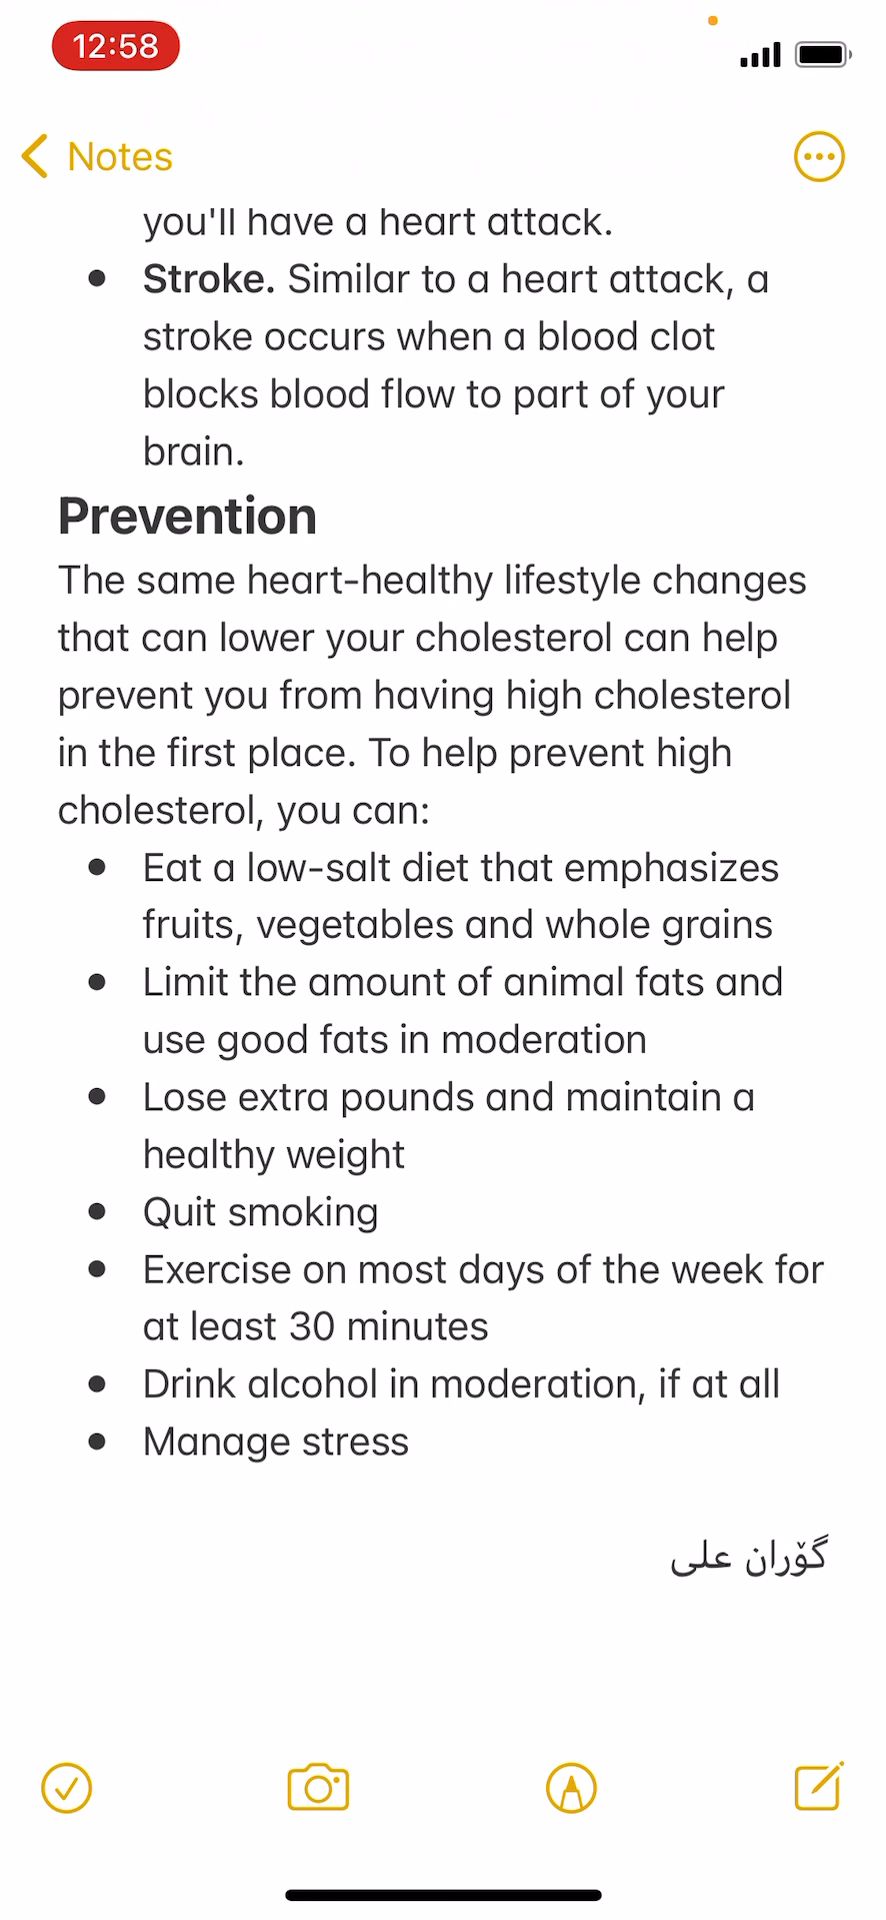 12:58
Notes
you'll have a heart attack.
• Stroke. Similar to a heart attack, a
stroke occurs when a blood clot
blocks blood flow to part of your
brain.
Prevention
The same heart-healthy lifestyle changes
that can lower your cholesterol can help
prevent you from having high cholesterol
in the first place. To help prevent high
cholesterol, you can:
• Eat a low-salt diet that emphasizes
fruits, vegetables and whole grains
• Limit the amount of animal fats and
use good fats in moderation
• Lose extra pounds and maintain a
healthy weight
• Quit smoking
• Exercise on most days of the week for
at least 30 minutes
• Drink alcohol in moderation, if at all
• Manage stress
گۆران علی